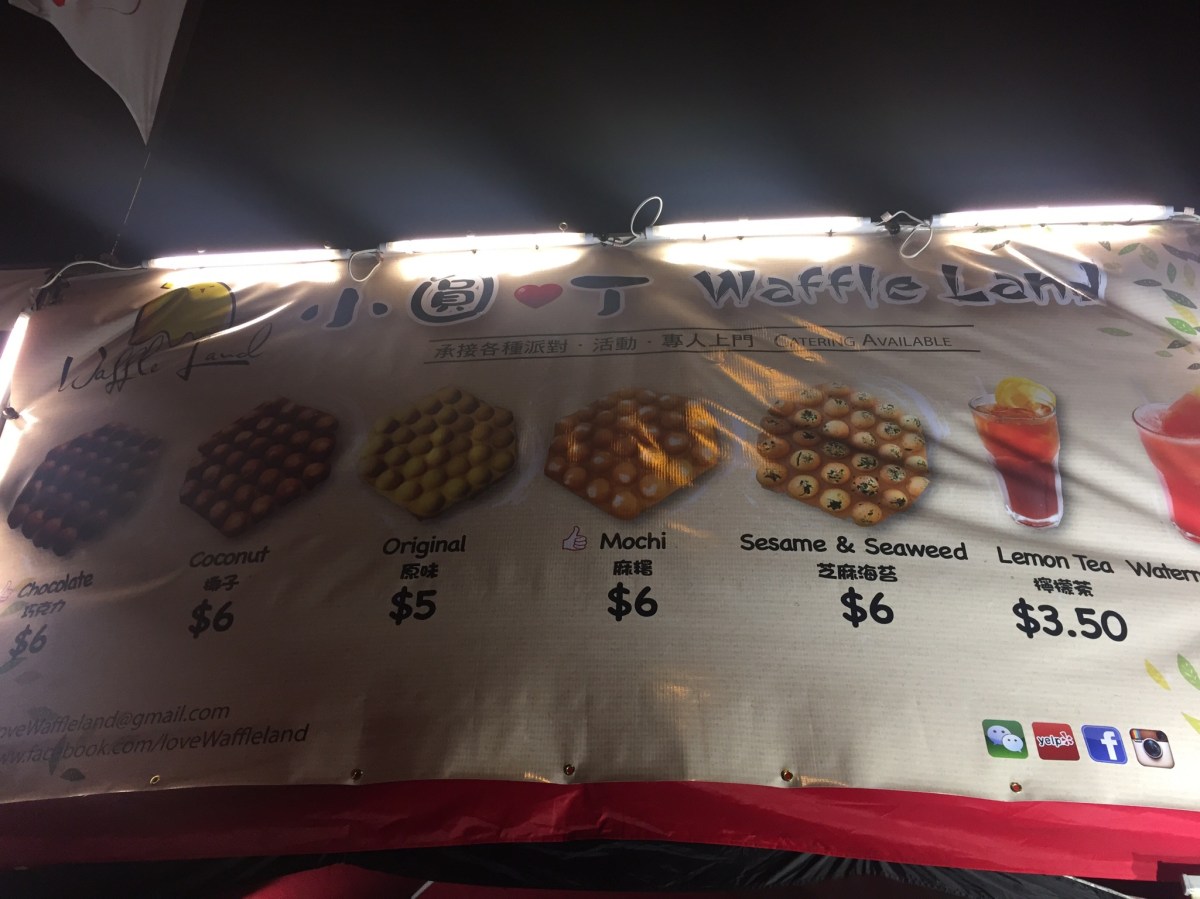 Waffle Land
小圓丁 Waffle Land
承接各種派對・活動・專人上門 CATERING AVAILABLE
Chocolate
巧克力
$6
Coconut
椰子
$6
Original
原味
$5
Mochi
麻糬
$6
Sesame & Seaweed
芝麻海苔
$6
Lemon Tea
檸檬茶
$3.50
Waterm
oveWaffleland@gmail.com
www.facebook.com/loveWaffleland
yelp